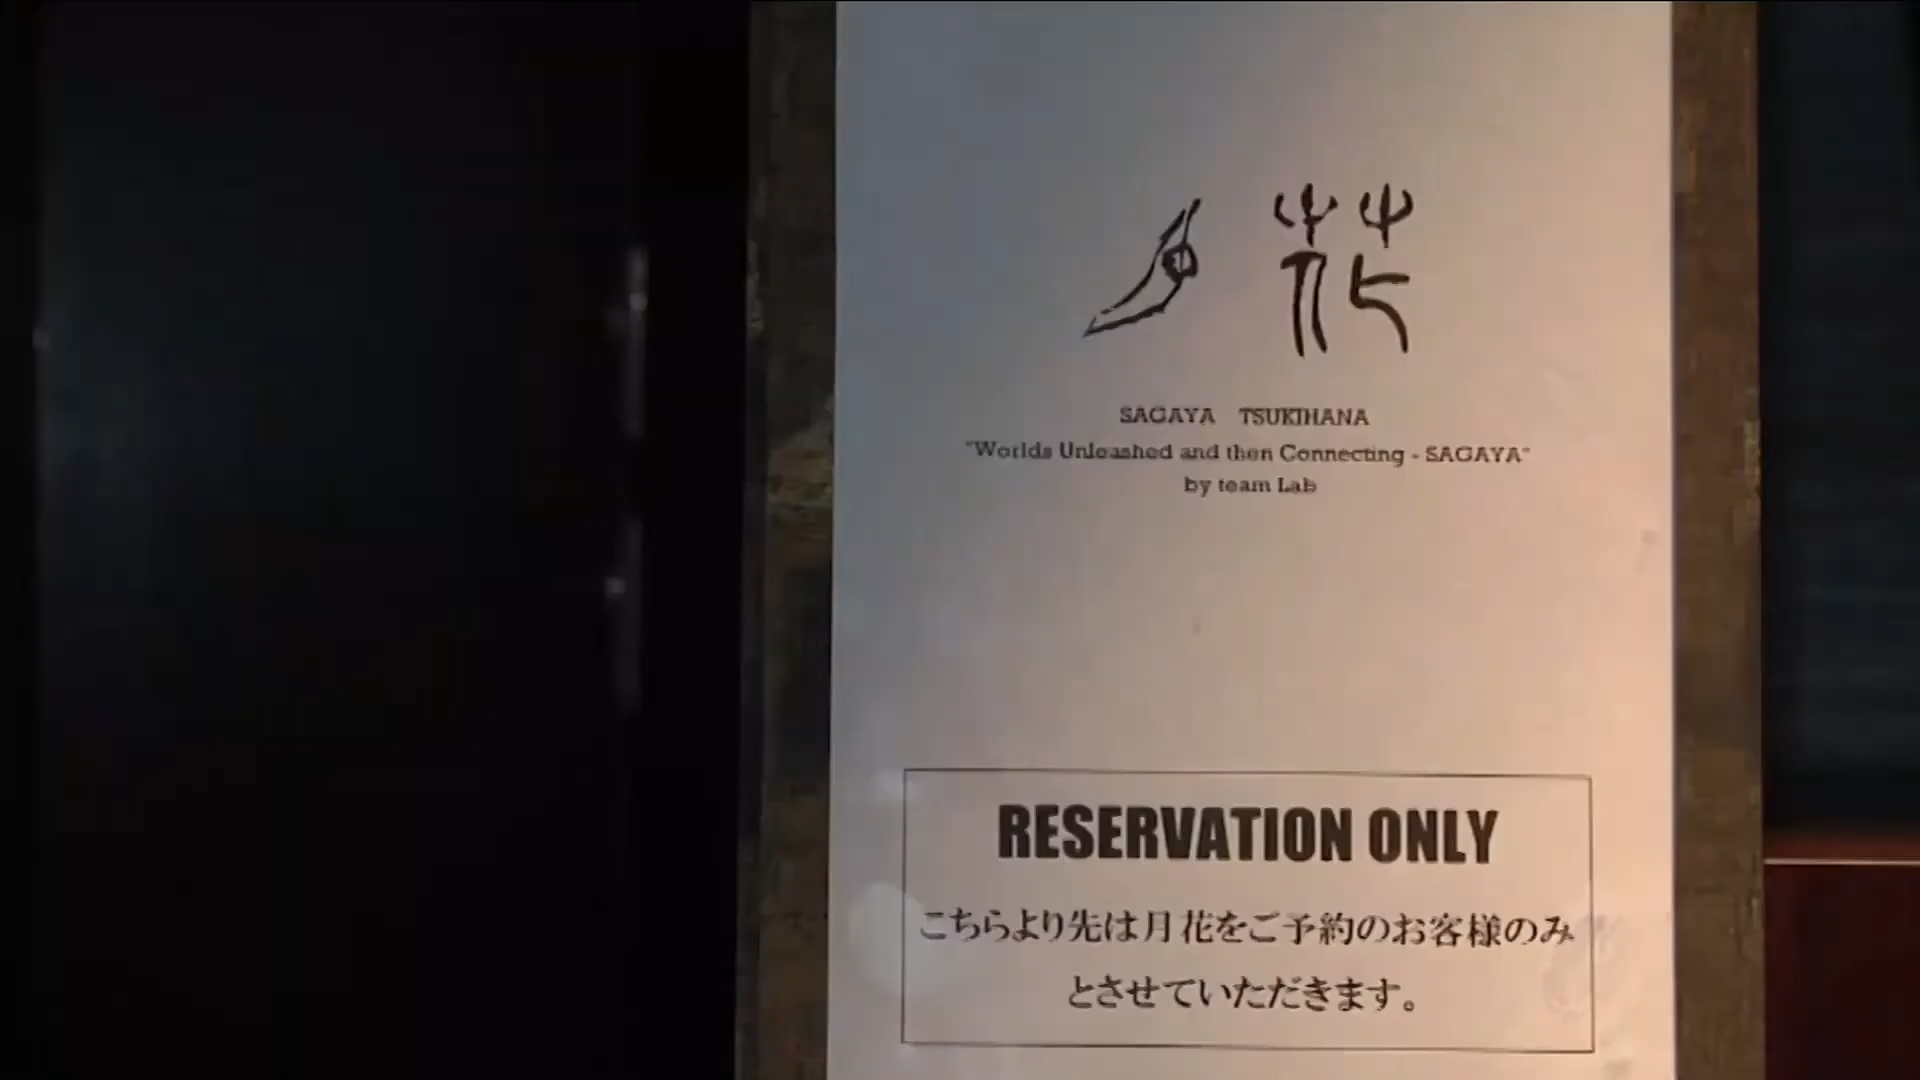 月花
SAGAYA TSUKIHANA
"Worlds Unleashed and then Connecting - SAGAYA"
by team Lab
RESERVATION ONLY
こちらより先は月花をご予約のお客様のみ
とさせていただきます。